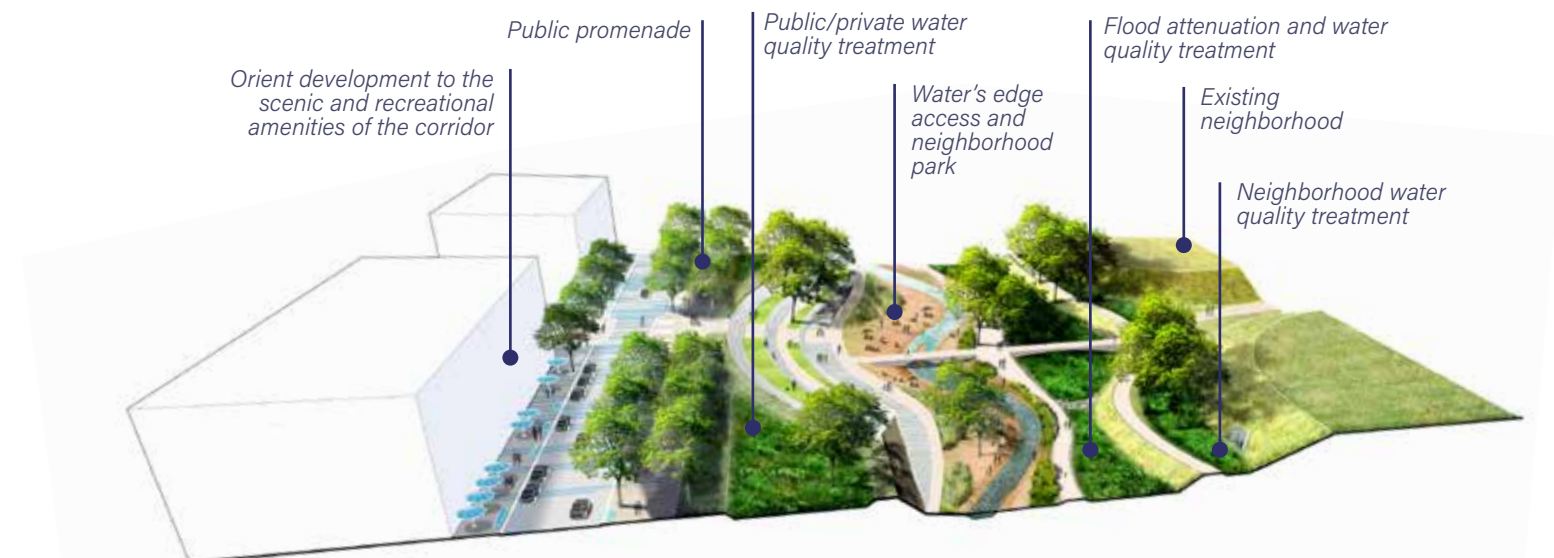 Public promenade
Public/private water
quality treatment
Flood attenuation and water
quality treatment
Orient development to the
scenic and recreational
amenities of the corridor
Water's edge
access and
neighborhood
park
Existing
neighborhood
Neighborhood water
quality treatment